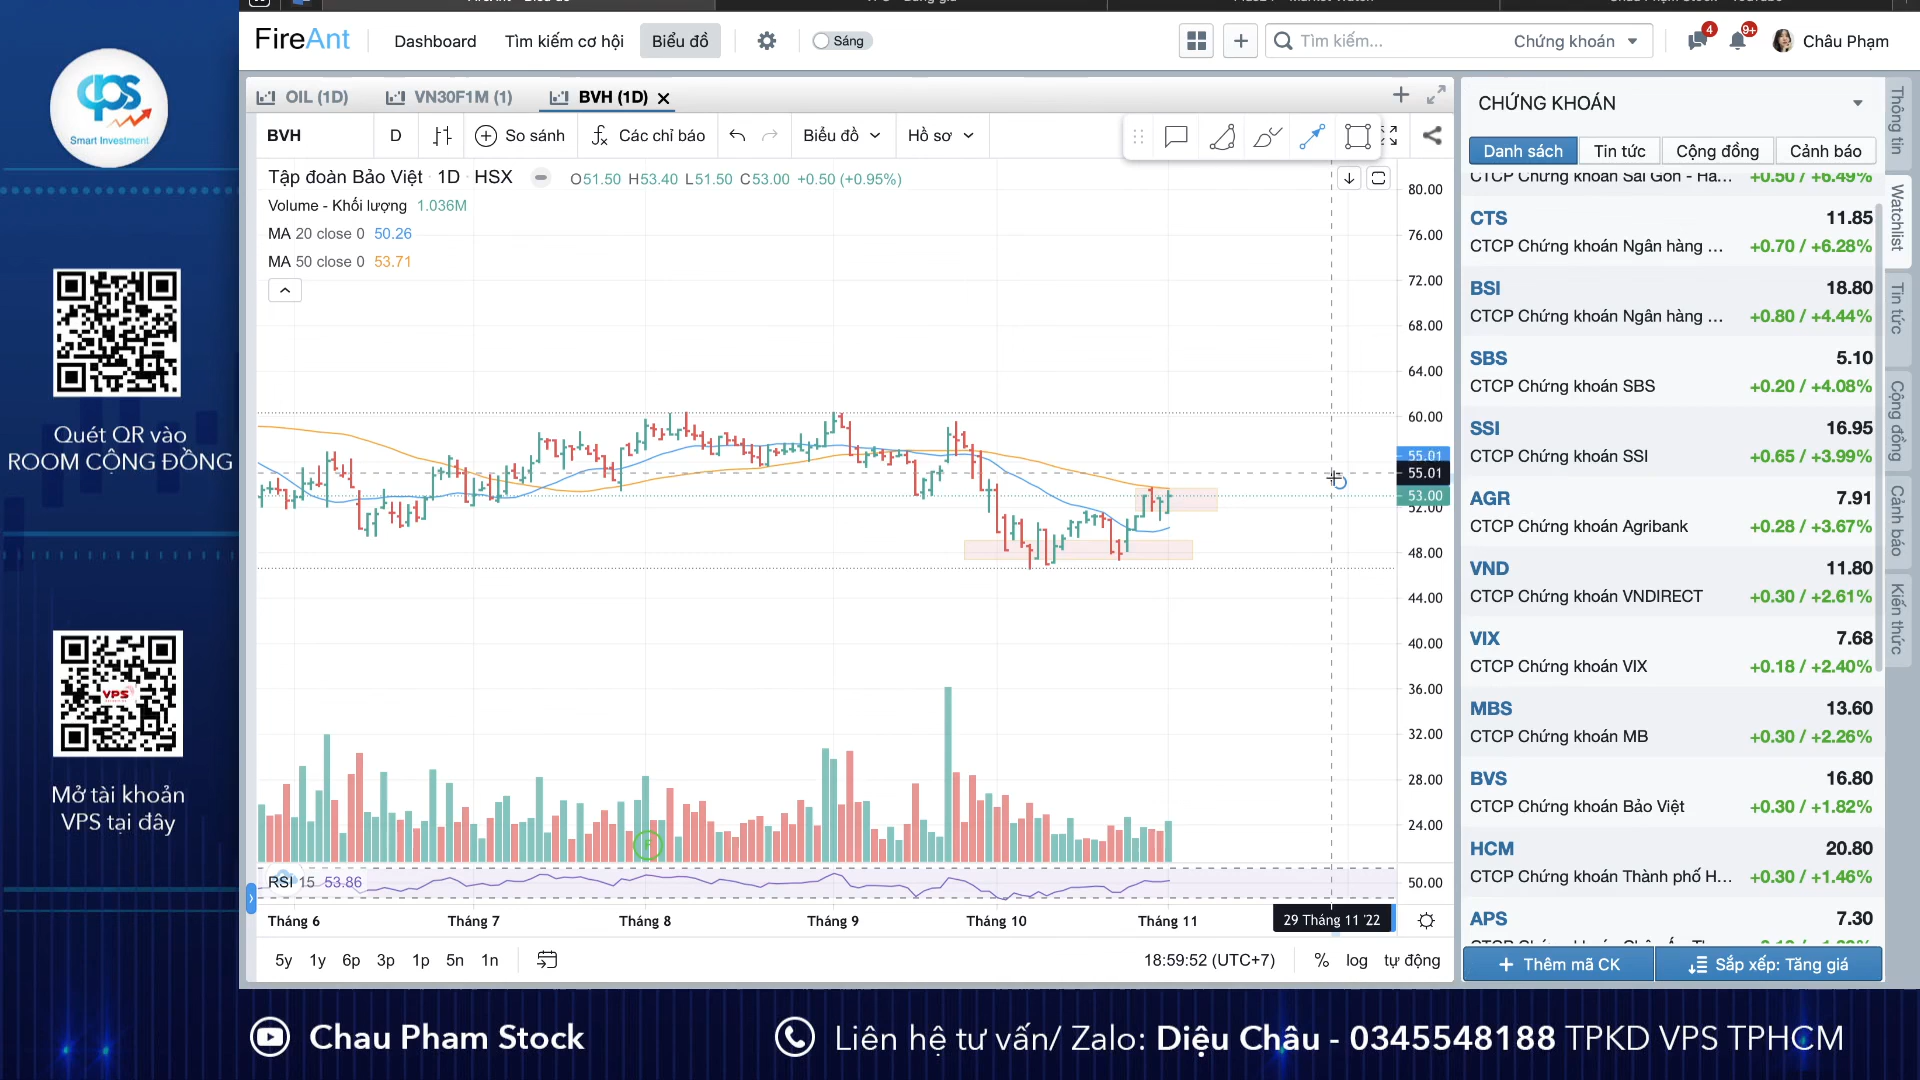 FireAnt
Dashboard
Tìm kiếm cơ hội
Biểu đồ
Sáng
Tìm kiếm...
Chứng khoán
4
9+
Châu Phạm
cps
Smart Investment
Quét QR vào
ROOM CỘNG ĐỒNG
VPS
Mở tài khoản
VPS tại đây
OIL (1D)
VN30F1M (1)
BVH (1D)
BVH
D
So sánh
Các chỉ báo
Biểu đồ
Hồ sơ
Tập đoàn Bảo Việt · 1D · HSX
O51.50 H53.40 L51.50 C53.00 +0.50 (+0.95%)
Volume - Khối lượng 1.036M
MA 20 close 0 50.26
MA 50 close 0 53.71
80.00
76.00
72.00
68.00
64.00
60.00
55.01
55.01
53.00
52.00
48.00
44.00
40.00
36.00
32.00
28.00
24.00
F
RSI 15 53.86
50.00
Tháng 6
Tháng 7
Tháng 8
Tháng 9
Tháng 10
Tháng 11
29 Tháng 11 '22
5y 1y 6p 3p 1p 5n 1n
18:59:52 (UTC+7)
% log tự động
CHỨNG KHOÁN
Danh sách
Tin tức
Cộng đồng
Cảnh báo
CTCP Chứng khoán Sài Gòn - Hà... +0.50 / +6.49%
CTS 11.85
CTCP Chứng khoán Ngân hàng ... +0.70 / +6.28%
BSI 18.80
CTCP Chứng khoán Ngân hàng ... +0.80 / +4.44%
SBS 5.10
CTCP Chứng khoán SBS +0.20 / +4.08%
SSI 16.95
CTCP Chứng khoán SSI +0.65 / +3.99%
AGR 7.91
CTCP Chứng khoán Agribank +0.28 / +3.67%
VND 11.80
CTCP Chứng khoán VNDIRECT +0.30 / +2.61%
VIX 7.68
CTCP Chứng khoán VIX +0.18 / +2.40%
MBS 13.60
CTCP Chứng khoán MB +0.30 / +2.26%
BVS 16.80
CTCP Chứng khoán Bảo Việt +0.30 / +1.82%
HCM 20.80
CTCP Chứng khoán Thành phố H... +0.30 / +1.46%
APS 7.30
Thêm mã CK
Sắp xếp: Tăng giá
Thông tin
Watchlist
Tin tức
Cộng đồng
Cảnh báo
Kiến thức
Chau Pham Stock
Liên hệ tư vấn/ Zalo: Diệu Châu - 0345548188 TPKD VPS TPHCM